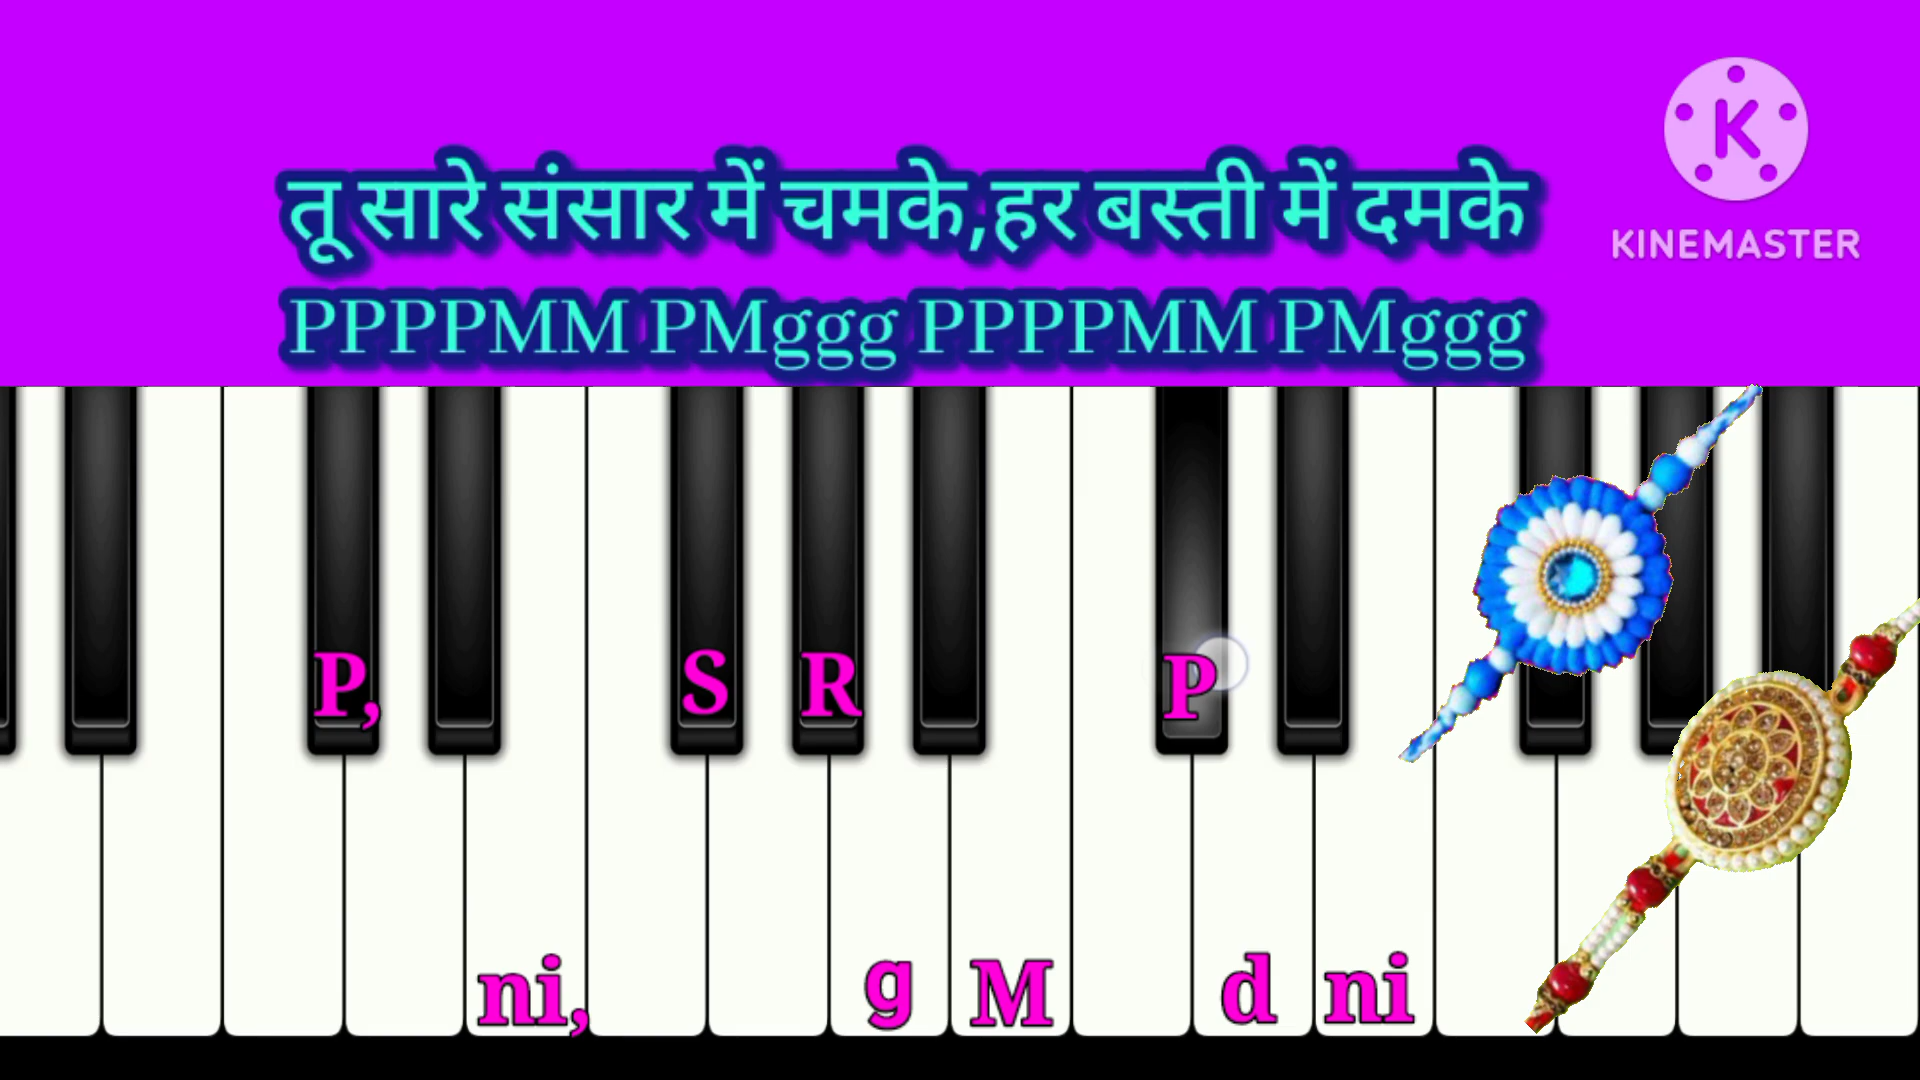 K
KINEMASTER
तू सारे संसार में चमके,हर बस्ती में दमके
PPPPMM PMggg PPPPMM PMggg
P, S R P
ni, g M d ni